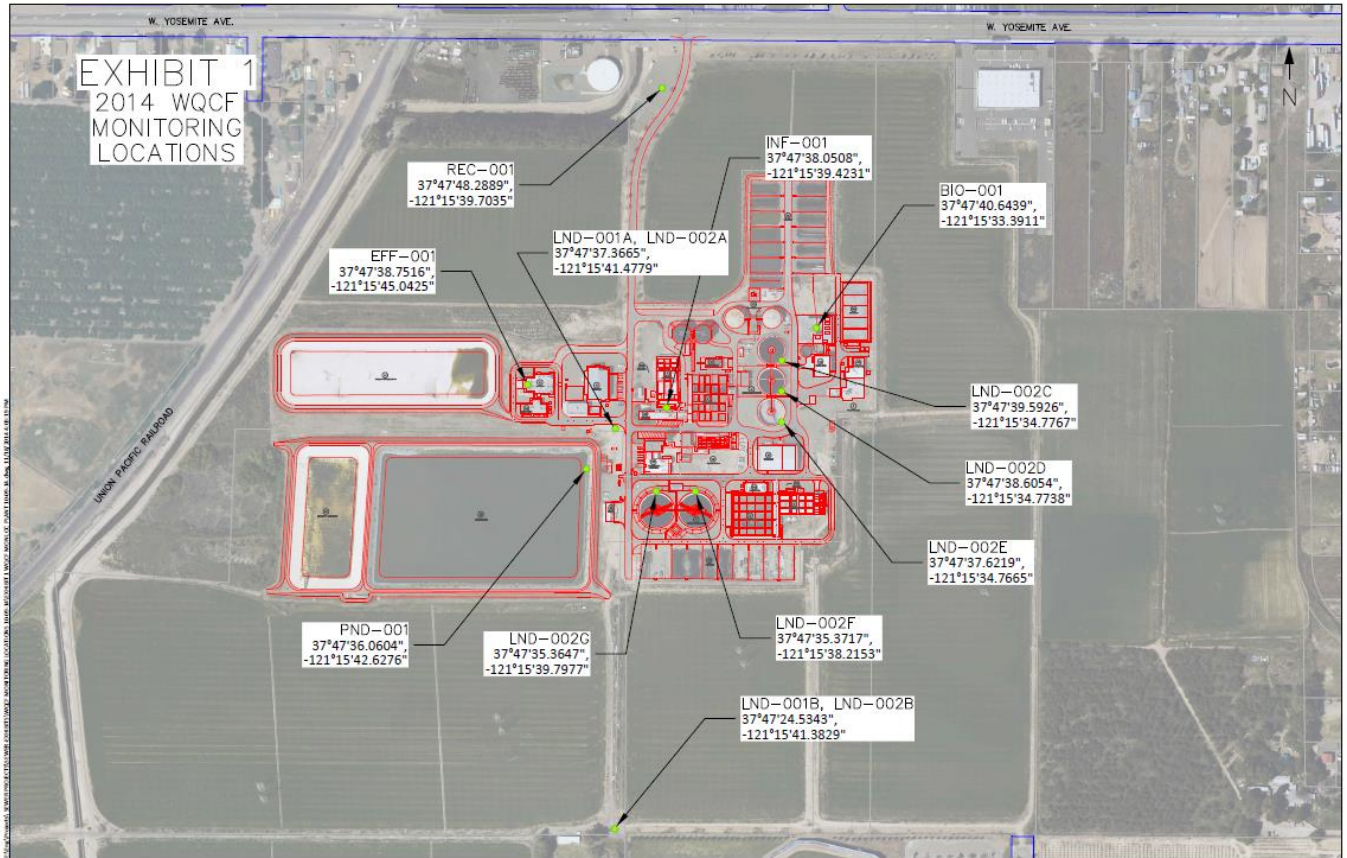 W. YOSEMITE AVE.
W. YOSEMITE AVE.
EXHIBIT 1
2014 WQCF
MONITORING
LOCATIONS
N
INF-001
37°47'38.0508",
-121°15'39.4231"
REC-001
37°47'48.2889",
-121°15'39.7035"
BIO-001
37°47'40.6439",
-121°15'33.3911"
LND-001A, LND-002A
37°47'37.3665",
-121°15'41.4779"
EFF-001
37°47'38.7516",
-121°15'45.0425"
LND-002C
37°47'39.5926",
-121°15'34.7767"
UNION PACIFIC RAILROAD
LND-002D
37°47'38.6054",
-121°15'34.7738"
LND-002E
37°47'37.6219",
-121°15'34.7665"
PND-001
37°47'36.0604",
-121°15'42.6276"
LND-002G
37°47'35.3647",
-121°15'39.7977"
LND-002F
37°47'35.3717",
-121°15'38.2153"
LND-001B, LND-002B
37°47'24.5343",
-121°15'41.3829"